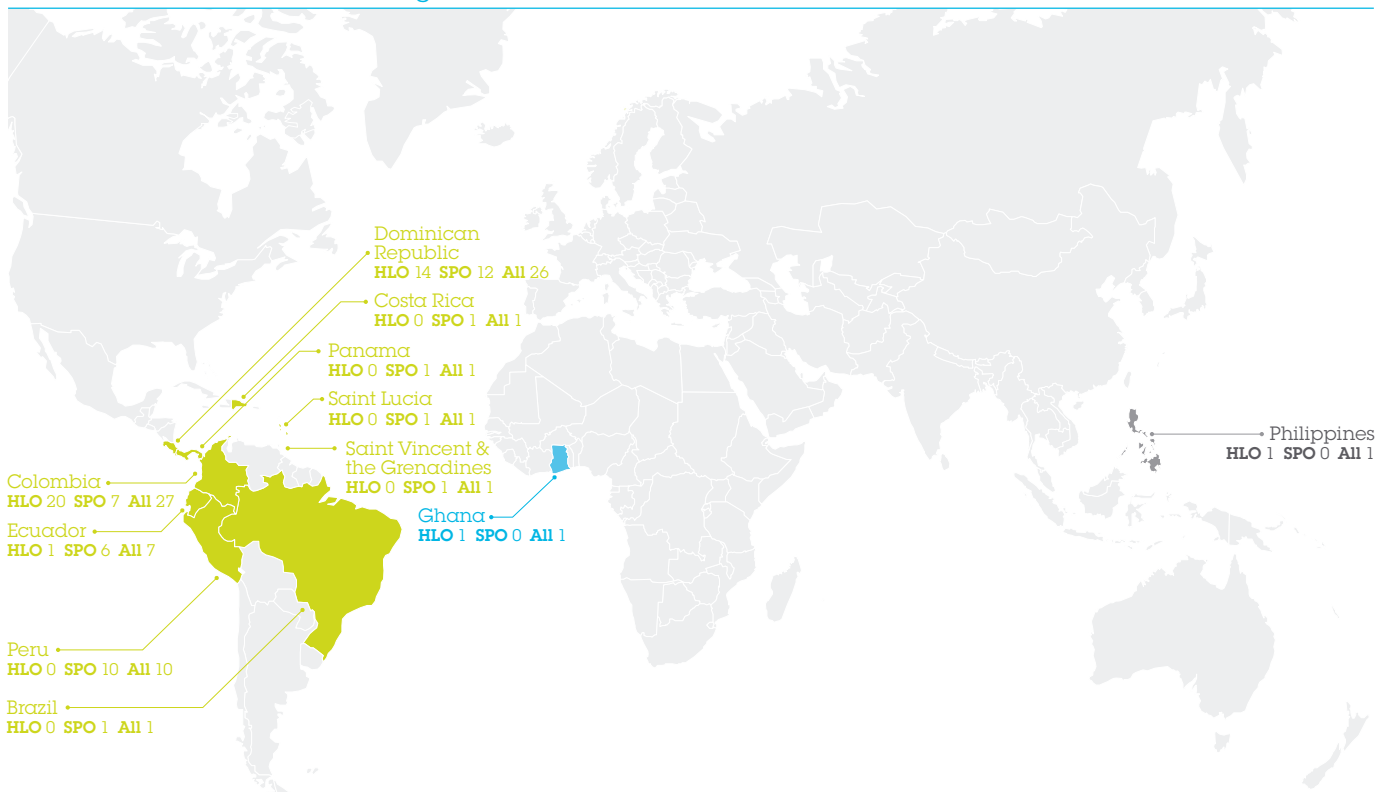 Dominican
Republic
HLO 14 SPO 12 All 26
Costa Rica
HLO 0 SPO 1 All 1
Panama
HLO 0 SPO 1 All 1
Saint Lucia
HLO 0 SPO 1 All 1
Saint Vincent &
the Grenadines
HLO 0 SPO 1 All 1
Colombia
HLO 20 SPO 7 All 27
Ecuador
HLO 1 SPO 6 All 7
Peru
HLO 0 SPO 10 All 10
Brazil
HLO 0 SPO 1 All 1
Ghana
HLO 1 SPO 0 All 1
Philippines
HLO 1 SPO 0 All 1